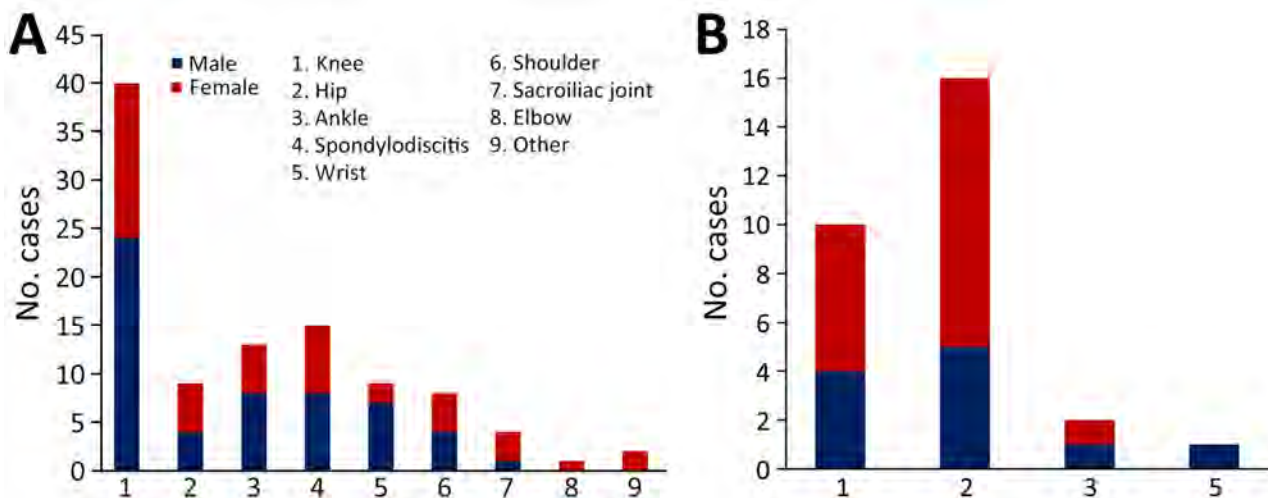 A
45
40
35
30
25
20
15
10
5
0
No. cases
Male
Female
1. Knee
2. Hip
3. Ankle
4. Spondylodiscitis
5. Wrist
6. Shoulder
7. Sacroiliac joint
8. Elbow
9. Other
1 2 3 4 5 6 7 8 9
B
18
16
14
12
10
8
6
4
2
0
No. cases
1 2 3 5